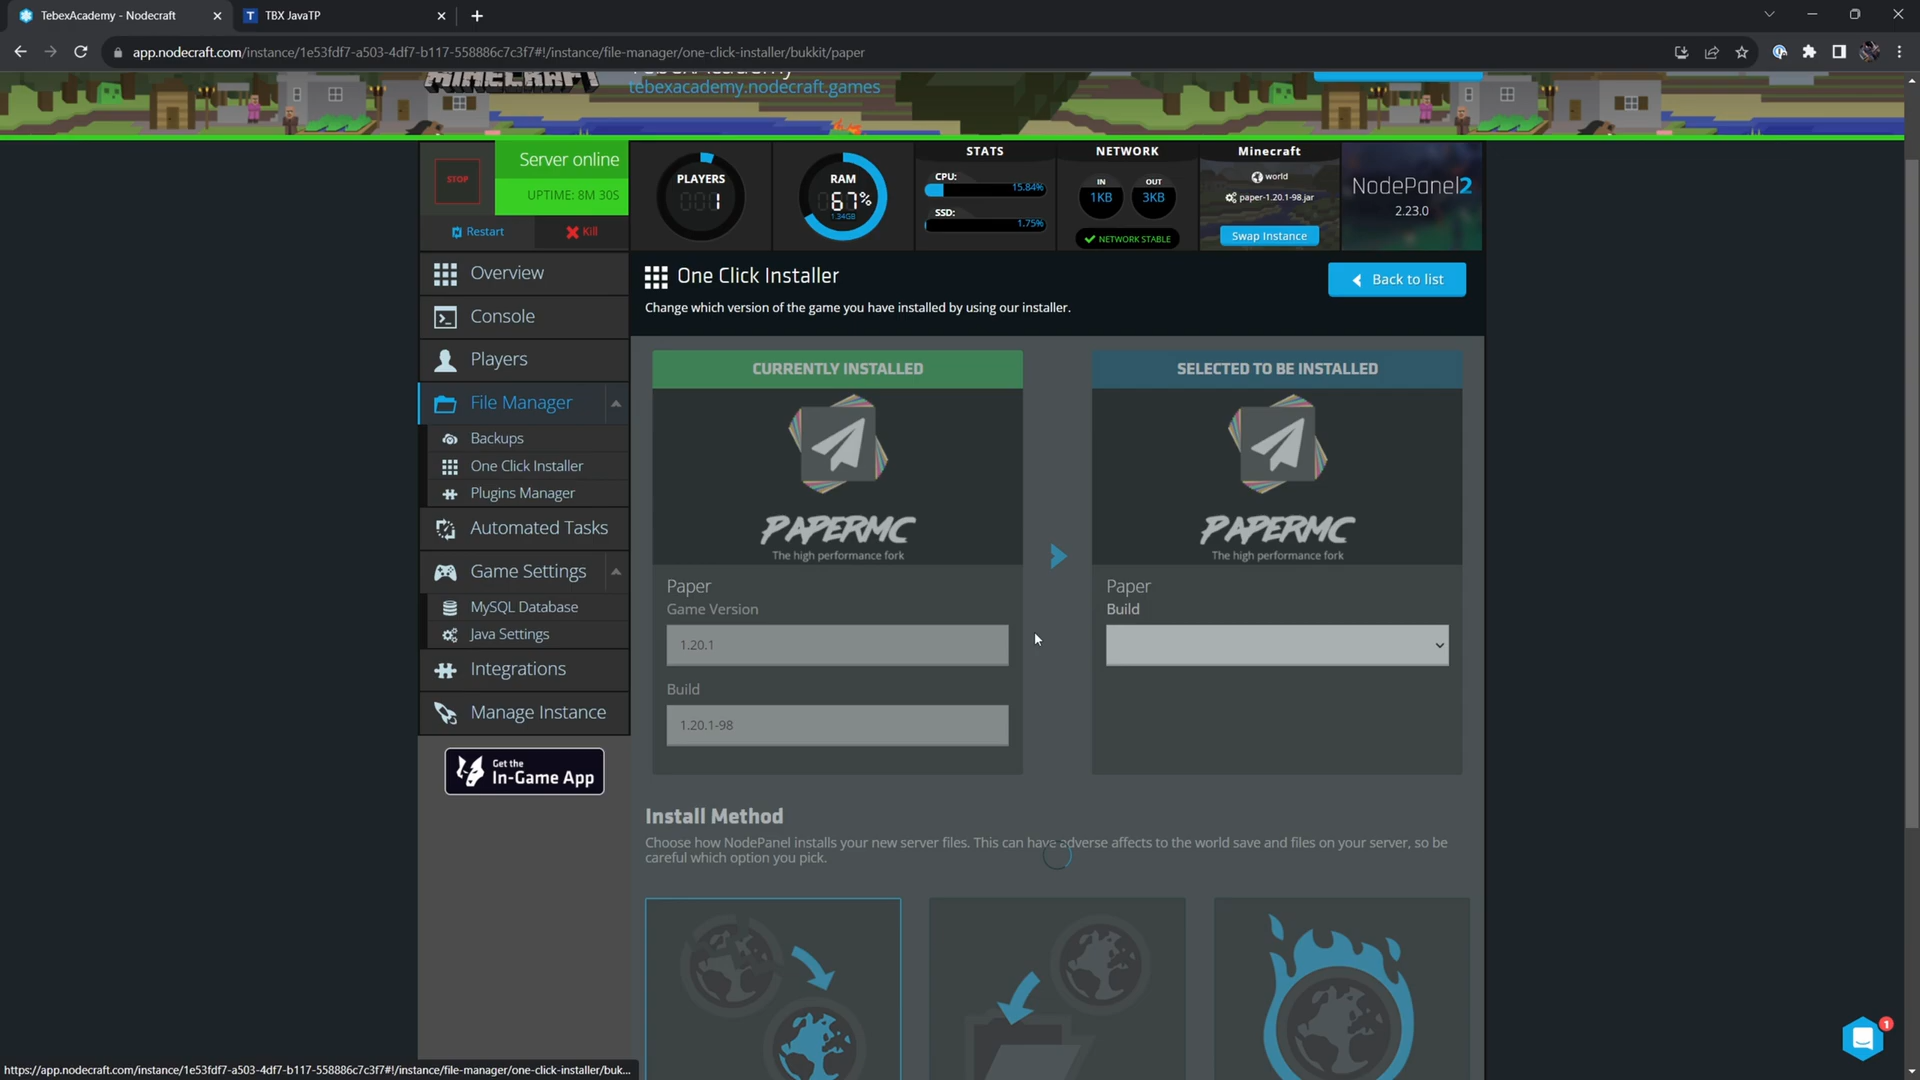 TebexAcademy - Nodecraft
TBX JavaTP
app.nodecraft.com/instance/1e53fdf7-a503-4df7-b117-558886c7c3f7#!/instance/file-manager/one-click-installer/bukkit/paper
MINECRAFT
TebexAcademy
tebexacademy.nodecraft.games
STOP
Server online
UPTIME: 8M 30S
Restart
Kill
PLAYERS
1
RAM
67%
1.34GB
STATS
CPU:
15.84%
SSD:
1.75%
NETWORK
IN
OUT
1KB
3KB
NETWORK STABLE
Minecraft
world
paper-1.20.1-98.jar
Swap Instance
NodePanel2
2.23.0
Overview
Console
Players
File Manager
Backups
One Click Installer
Plugins Manager
Automated Tasks
Game Settings
MySQL Database
Java Settings
Integrations
Manage Instance
Get the
In-Game App
One Click Installer
Back to list
Change which version of the game you have installed by using our installer.
CURRENTLY INSTALLED
PAPERMC
The high performance fork
Paper
Game Version
1.20.1
Build
1.20.1-98
SELECTED TO BE INSTALLED
PAPERMC
The high performance fork
Paper
Build
Install Method
Choose how NodePanel installs your new server files. This can have adverse affects to the world save and files on your server, so be
careful which option you pick.
1
https://app.nodecraft.com/instance/1e53fdf7-a503-4df7-b117-558886c7c3f7#!/instance/file-manager/one-click-installer/buk...